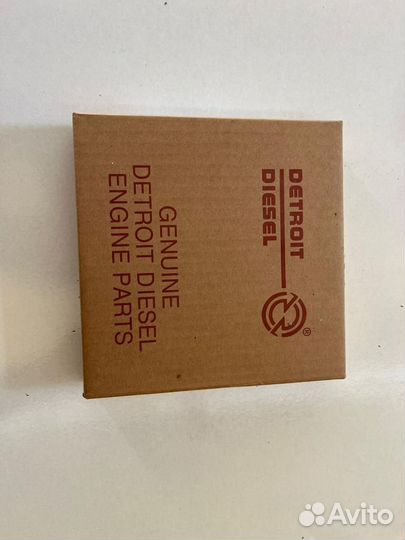 DETROIT
DIESEL
®
GENUINE
DETROIT DIESEL
ENGINE PARTS
Avito